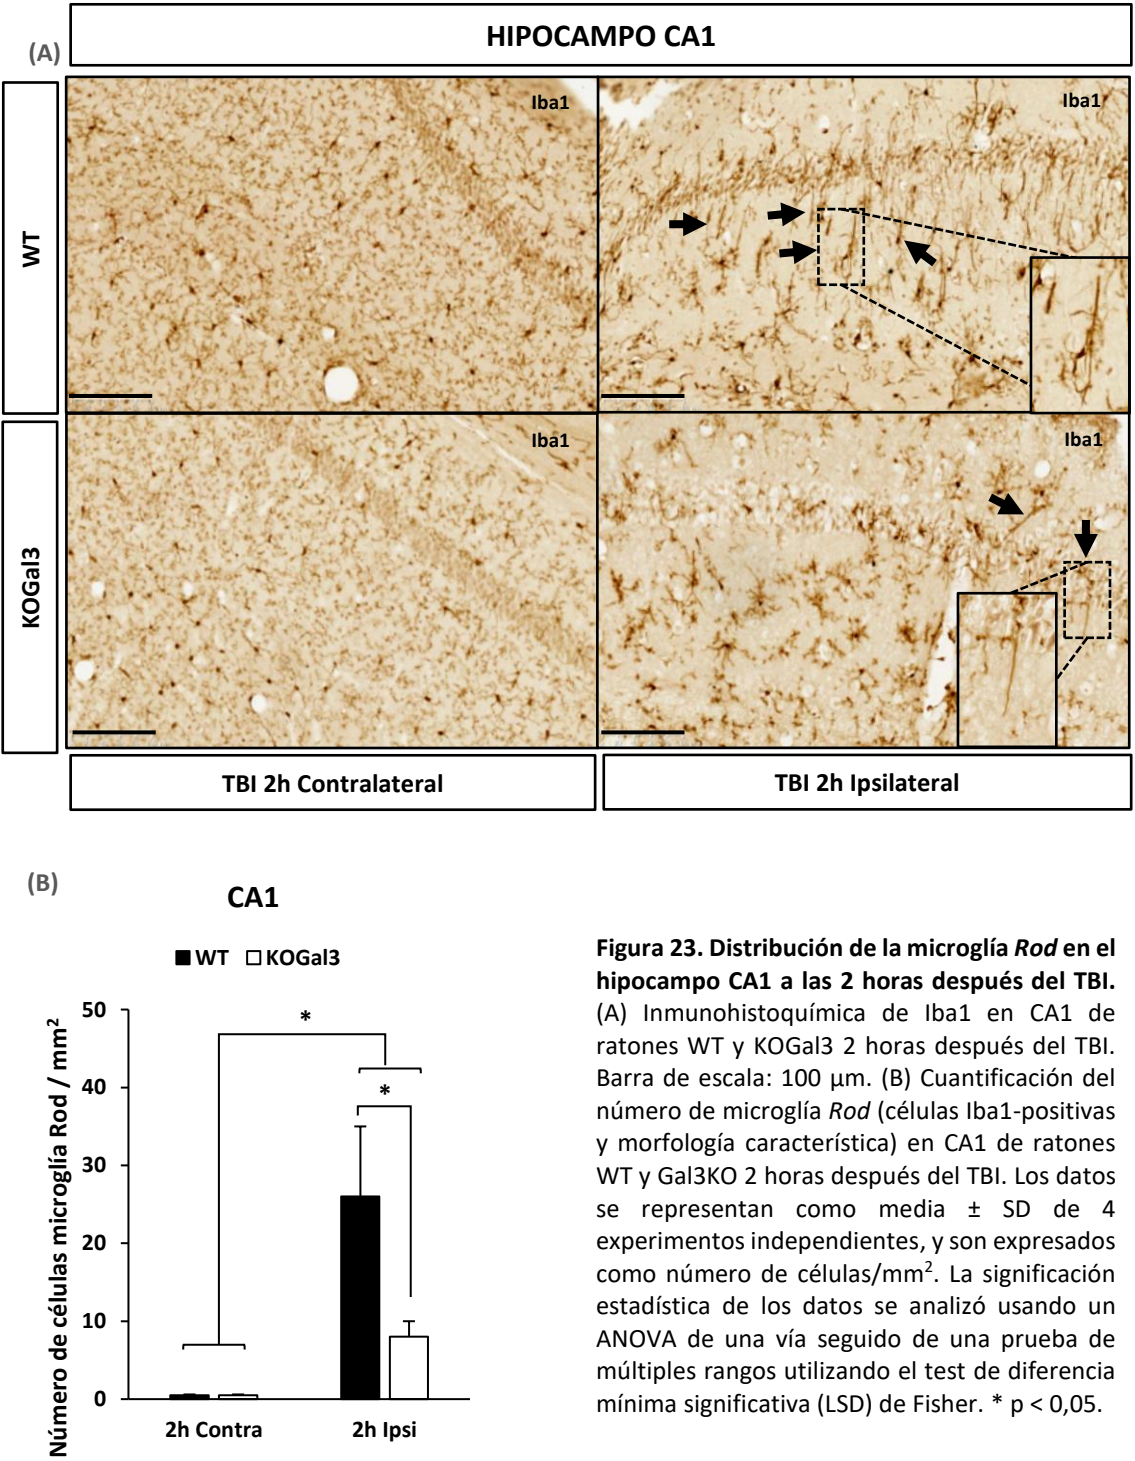 HIPOCAMPO CA1
(A)
WT
Iba1
Iba1
KOGal3
Iba1
Iba1
TBI 2h Contralateral
TBI 2h Ipsilateral
(B)
CA1
WT KOGal3
Número de células microglía Rod / mm²
50
40
30
20
10
0
*
*
2h Contra
2h Ipsi
Figura 23. Distribución de la microglía Rod en el
hipocampo CA1 a las 2 horas después del TBI.
(A) Inmunohistoquímica de Iba1 en CA1 de
ratones WT y KOGal3 2 horas después del TBI.
Barra de escala: 100 µm. (B) Cuantificación del
número de microglía Rod (células Iba1-positivas
y morfología característica) en CA1 de ratones
WT y Gal3KO 2 horas después del TBI. Los datos
se representan como media ± SD de 4
experimentos independientes, y son expresados
como número de células/mm². La significación
estadística de los datos se analizó usando un
ANOVA de una vía seguido de una prueba de
múltiples rangos utilizando el test de diferencia
mínima significativa (LSD) de Fisher. * p < 0,05.